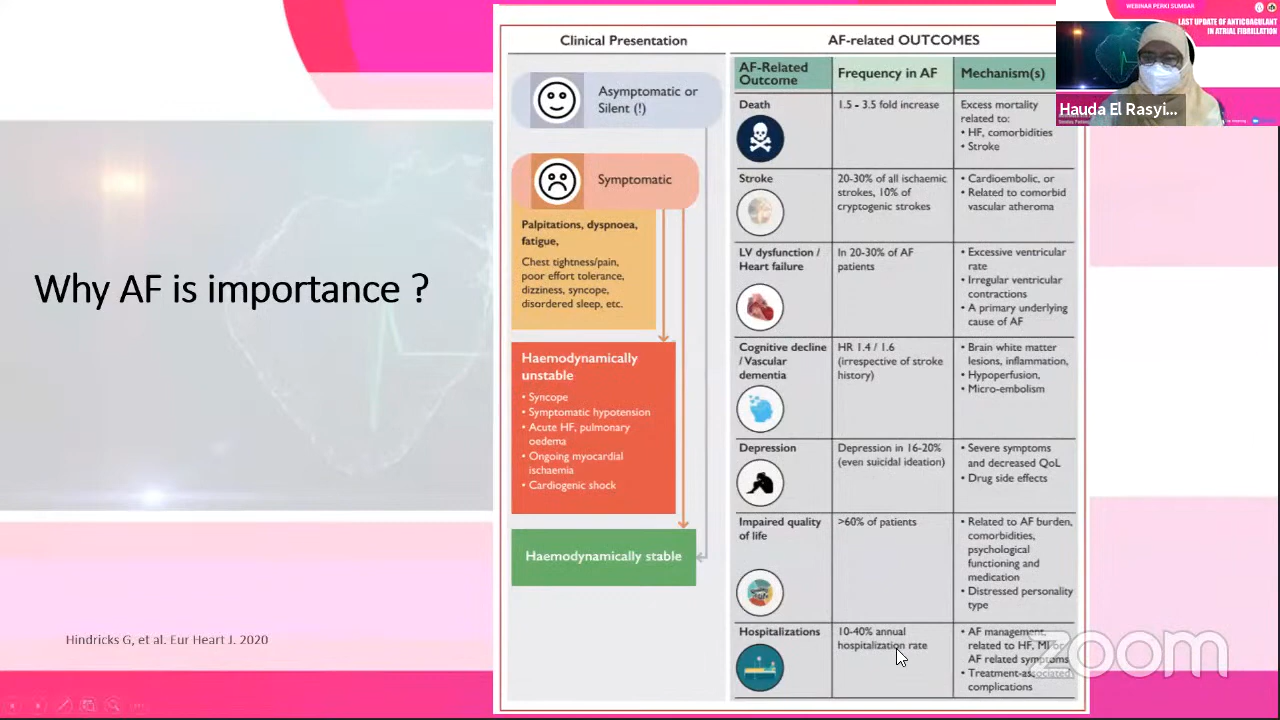 WEBINAR PERKI SUMBAR
LAST UPDATE OF ANTICOAGULANT
IN ATRIAL FIBRILLATION
Hauda El Rasyi...
Why AF is importance ?
Hindricks G, et al. Eur Heart J. 2020
Clinical Presentation
Asymptomatic or
Silent (!)
Symptomatic
Palpitations, dyspnoea,
fatigue,
Chest tightness/pain,
poor effort tolerance,
dizziness, syncope,
disordered sleep, etc.
Haemodynamically
unstable
• Syncope
• Symptomatic hypotension
• Acute HF, pulmonary
oedema
• Ongoing myocardial
ischaemia
• Cardiogenic shock
Haemodynamically stable
AF-related OUTCOMES
AF-Related
Outcome
Frequency in AF
Mechanism(s)
Death
1.5 - 3.5 fold increase
Excess mortality
related to:
• HF, comorbidities
• Stroke
Stroke
20-30% of all ischaemic
strokes, 10% of
cryptogenic strokes
• Cardioembolic, or
• Related to comorbid
vascular atheroma
LV dysfunction /
Heart failure
In 20-30% of AF
patients
• Excessive ventricular
rate
• Irregular ventricular
contractions
• A primary underlying
cause of AF
Cognitive decline
/ Vascular
dementia
HR 1.4 / 1.6
(irrespective of stroke
history)
• Brain white matter
lesions, inflammation,
• Hypoperfusion,
• Micro-embolism
Depression
Depression in 16-20%
(even suicidal ideation)
• Severe symptoms
and decreased QoL
• Drug side effects
Impaired quality
of life
>60% of patients
• Related to AF burden,
comorbidities,
psychological
functioning and
medication
• Distressed personality
type
Hospitalizations
10-40% annual
hospitalization rate
• AF management,
related to HF, MI or
AF related symptoms
• Treatment-associated
complications
zoom